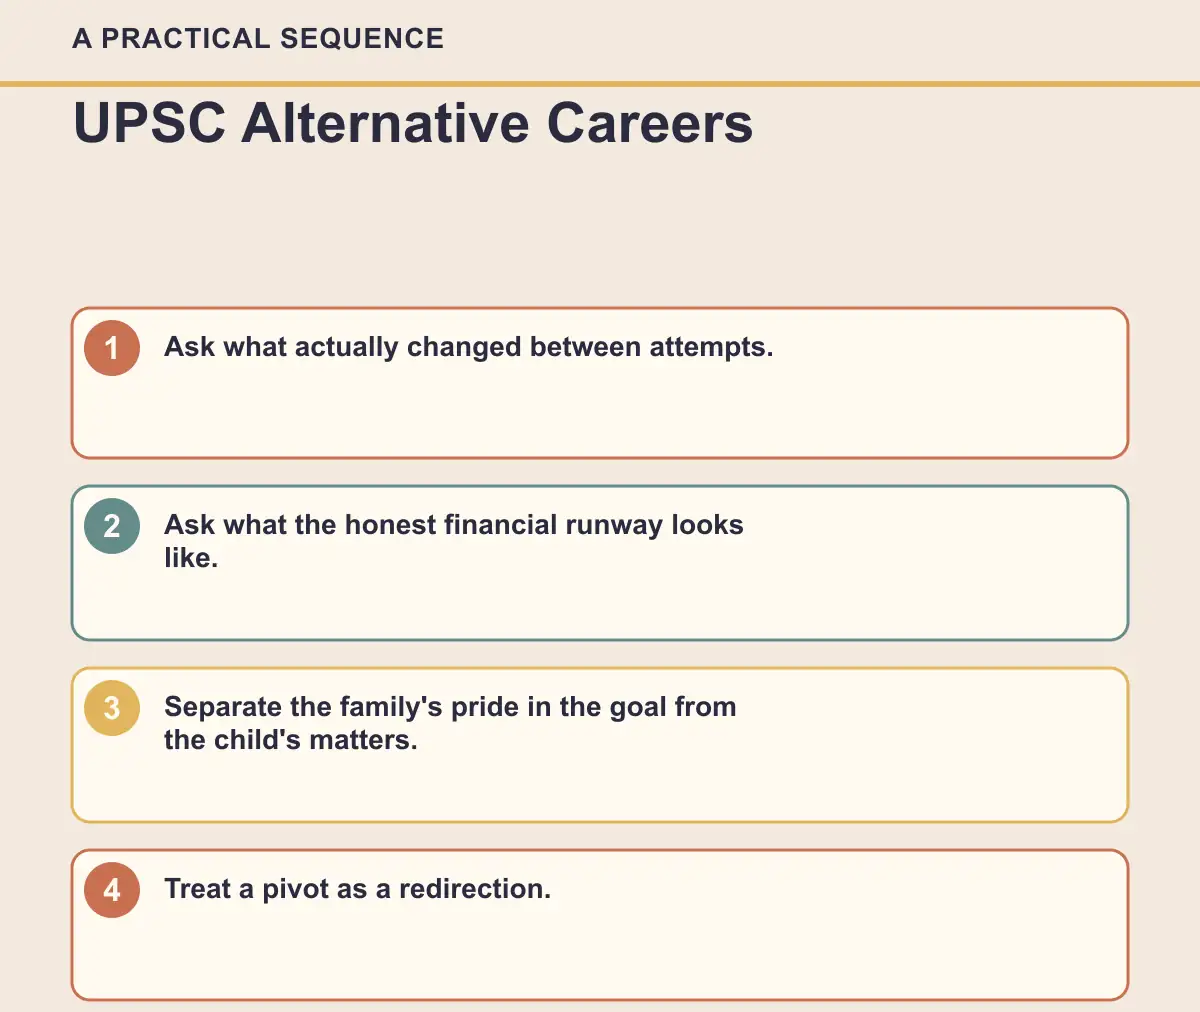 A PRACTICAL SEQUENCE
UPSC Alternative Careers
1
Ask what actually changed between attempts.
2
Ask what the honest financial runway looks
like.
3
Separate the family's pride in the goal from
the child's matters.
4
Treat a pivot as a redirection.